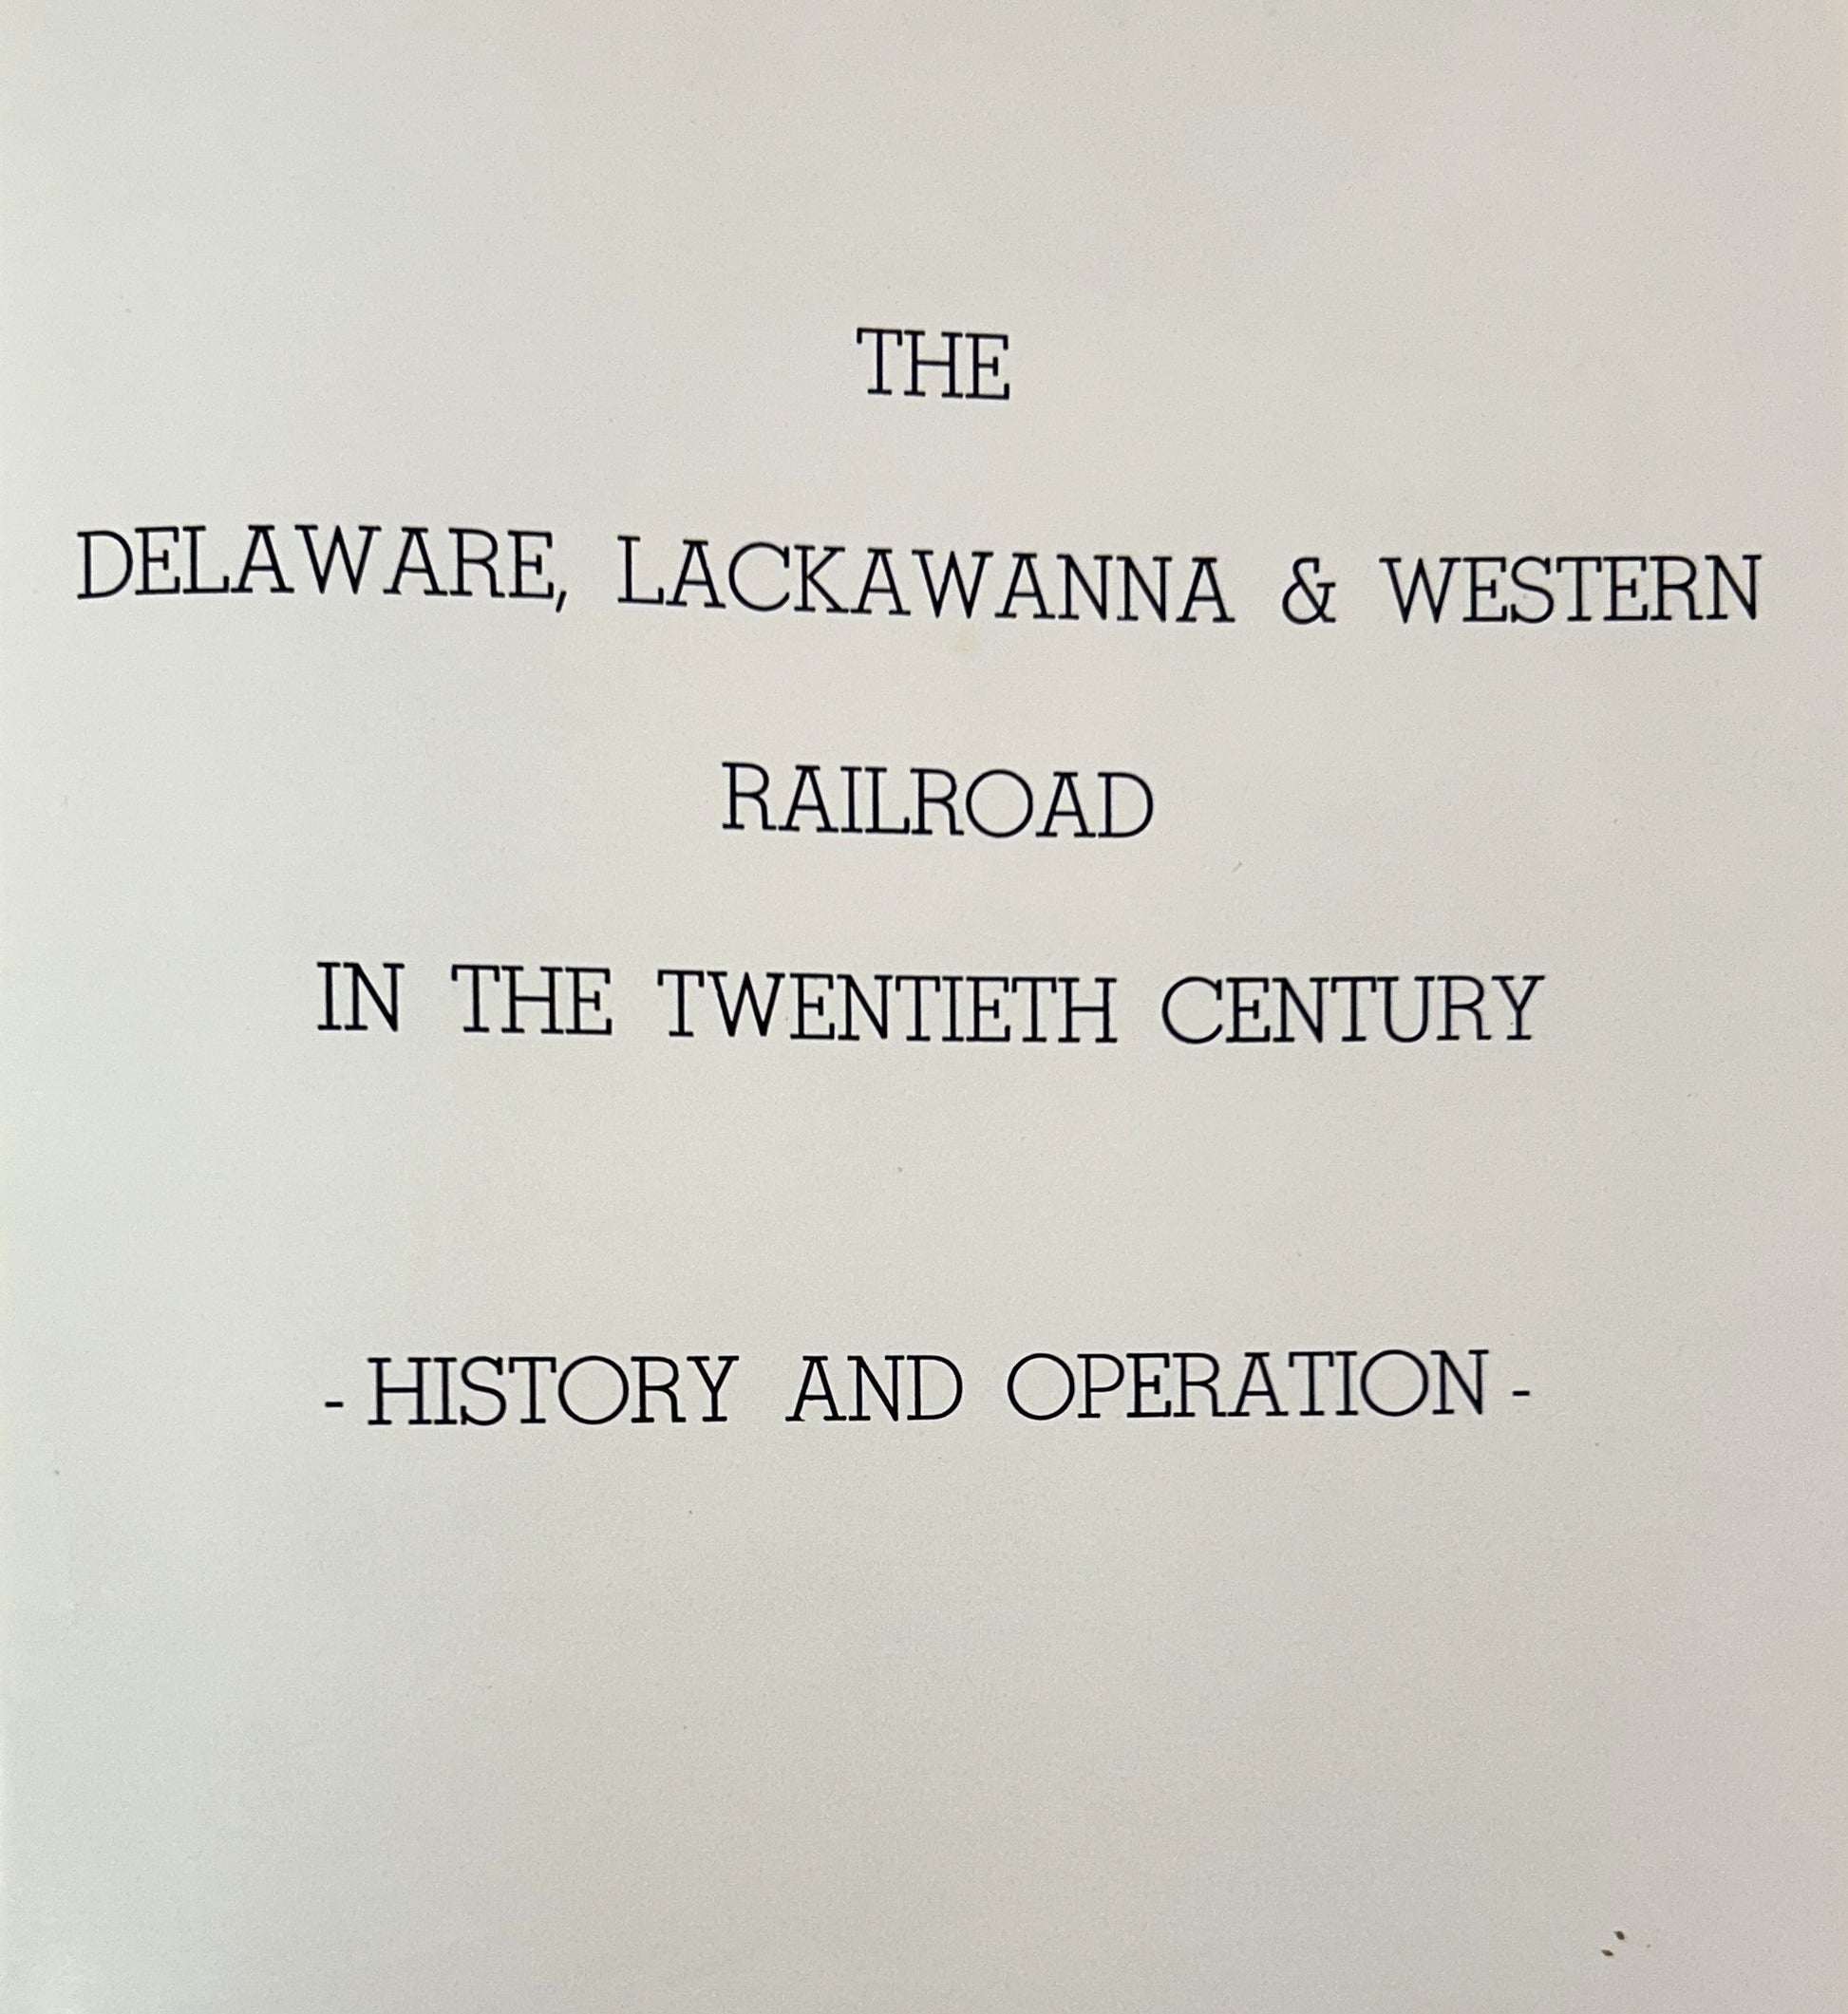 THE
DELAWARE, LACKAWANNA & WESTERN
RAILROAD
IN THE TWENTIETH CENTURY
- HISTORY AND OPERATION -